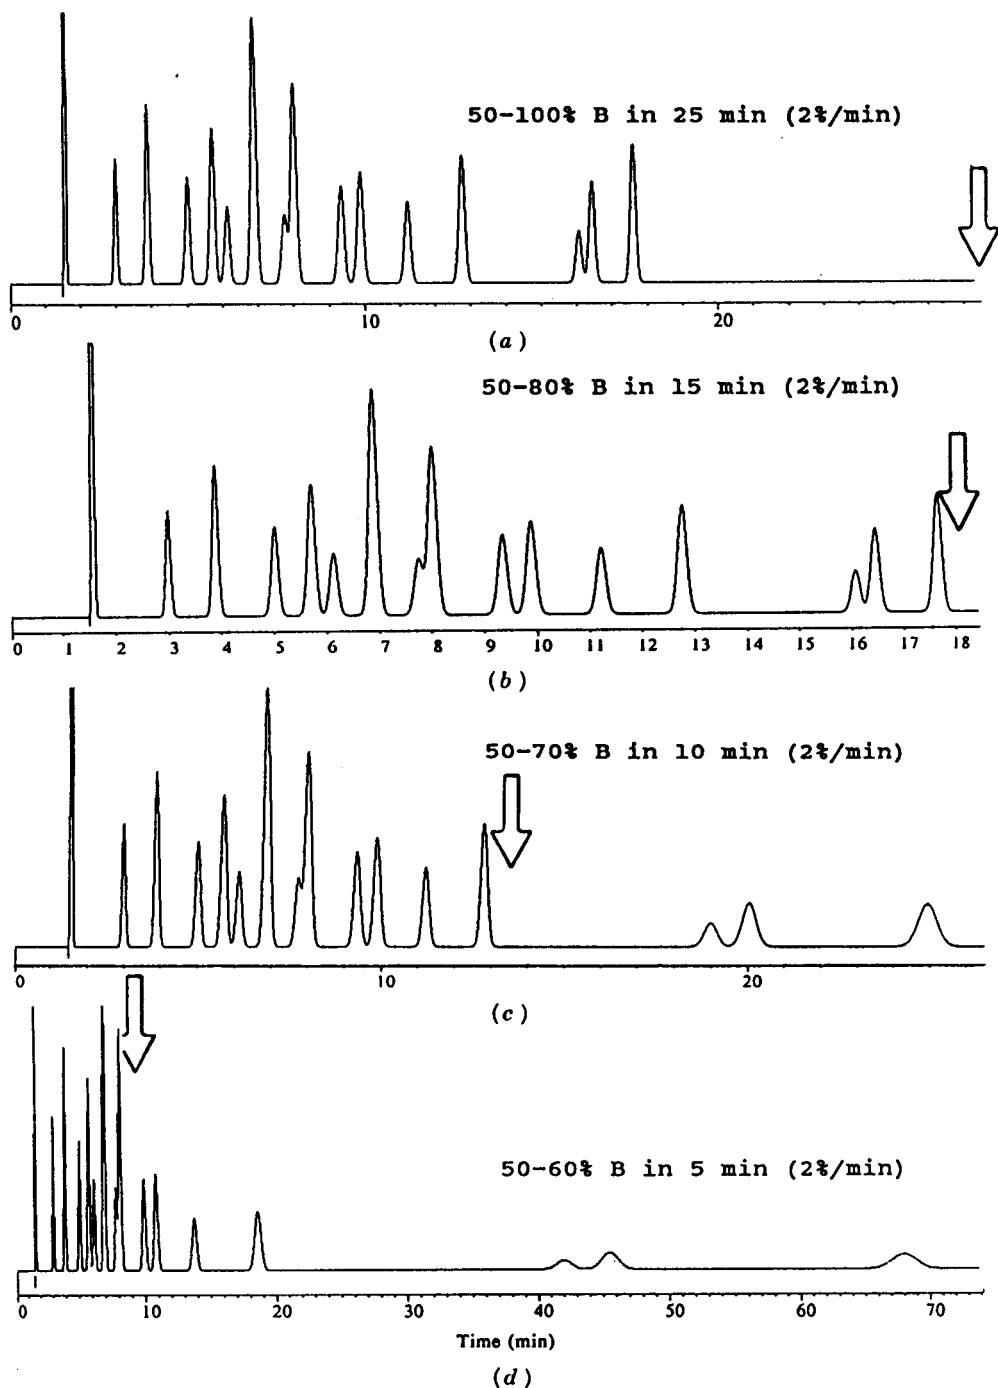 50-100% B in 25 min (2%/min)
0 10 20
(a)
50-80% B in 15 min (2%/min)
0 1 2 3 4 5 6 7 8 9 10 11 12 13 14 15 16 17 18
(b)
50-70% B in 10 min (2%/min)
0 10 20
(c)
50-60% B in 5 min (2%/min)
0 10 20 30 40 50 60 70
Time (min)
(d)